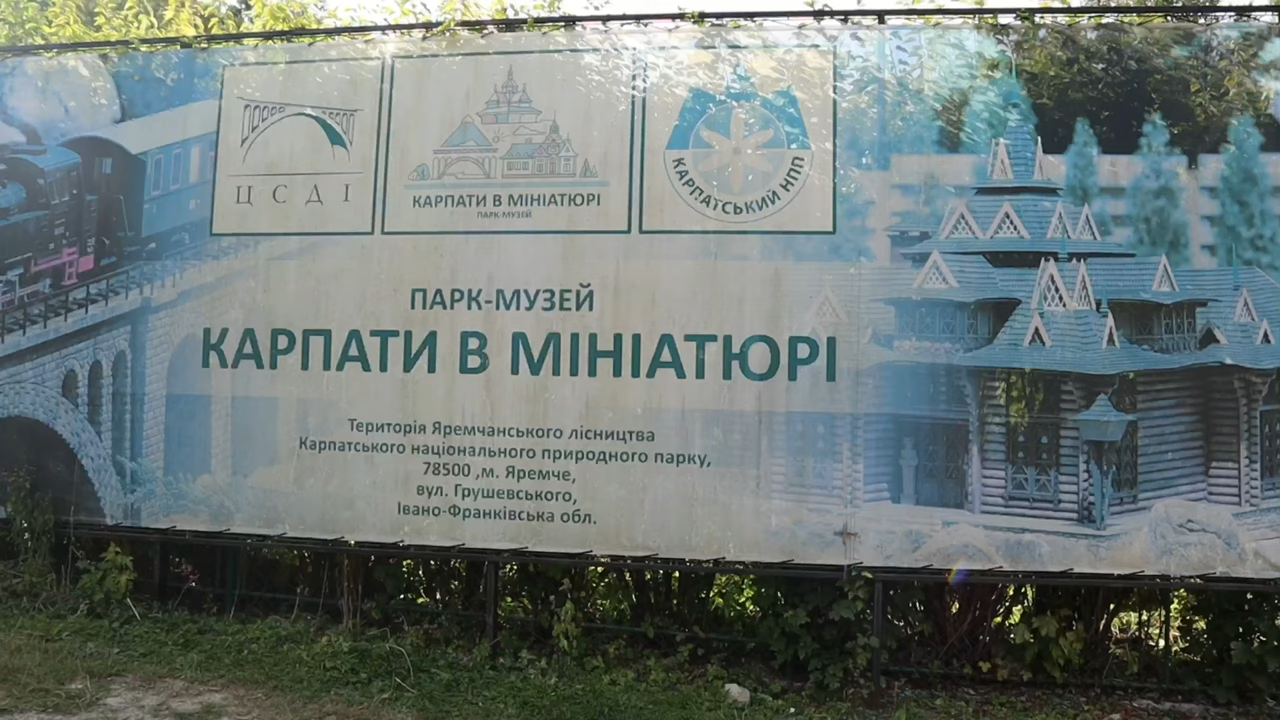 ЦСДІ
КАРПАТИ В МІНІАТЮРІ
ПАРК-МУЗЕЙ
КАРПАТСЬКИЙ НПП
ПАРК-МУЗЕЙ
КАРПАТИ В МІНІАТЮРІ
Територія Яремчанського лісництва
Карпатського національного природного парку,
78500 ,м. Яремче,
вул. Грушевського,
Івано-Франківська обл.